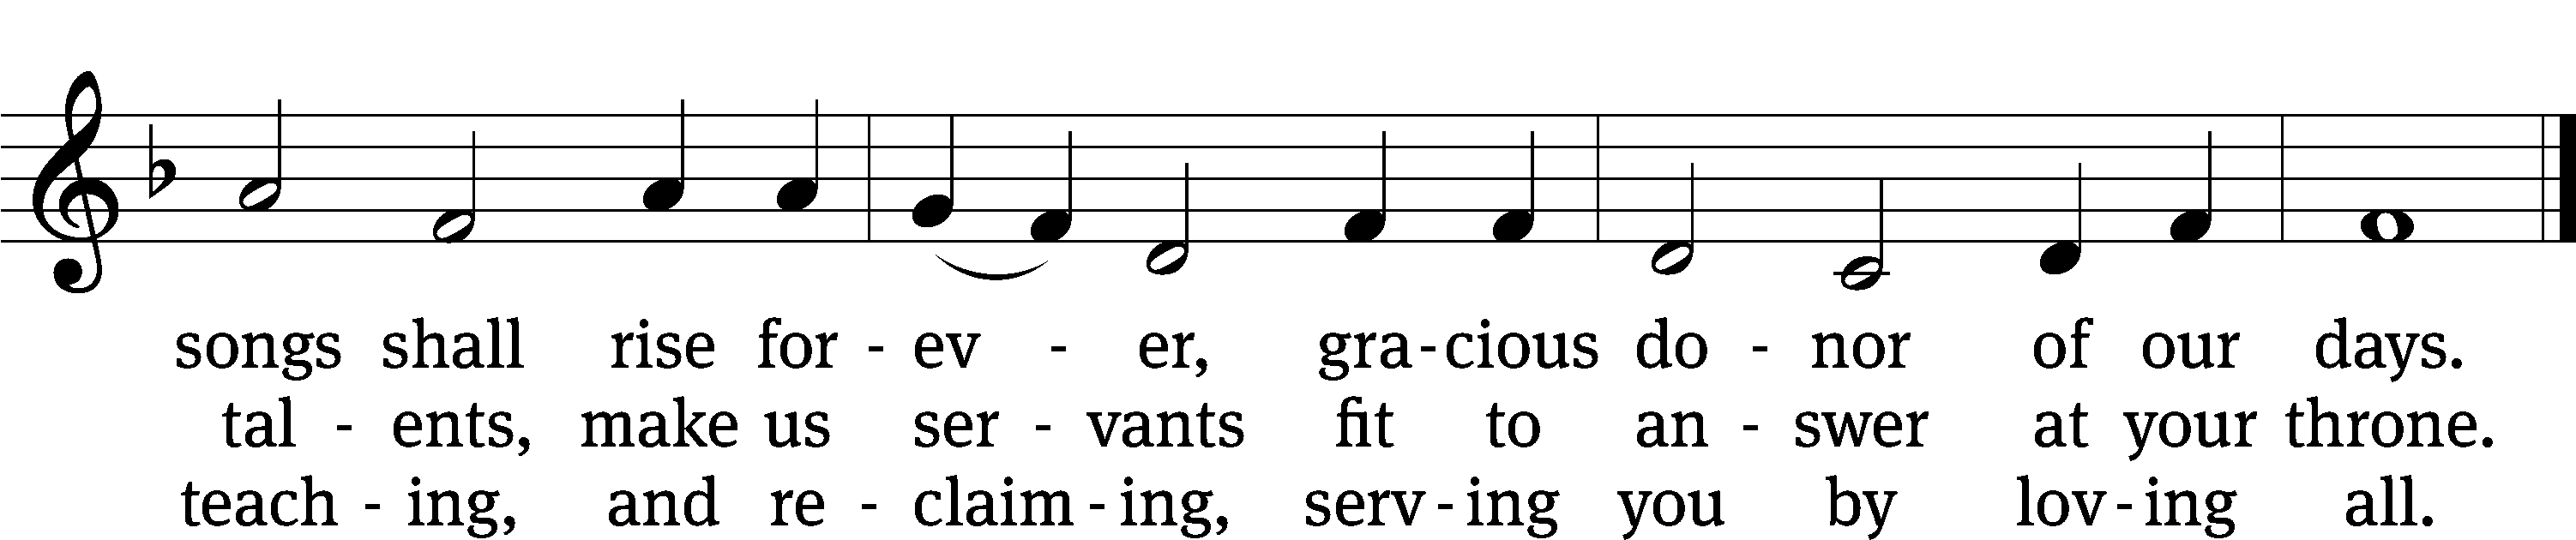 songs shall rise for - ev - er, gra - cious do - nor of our days.
tal - ents, make us ser - vants fit to an - swer at your throne.
teach - ing, and re - claim - ing, serv - ing you by lov - ing all.